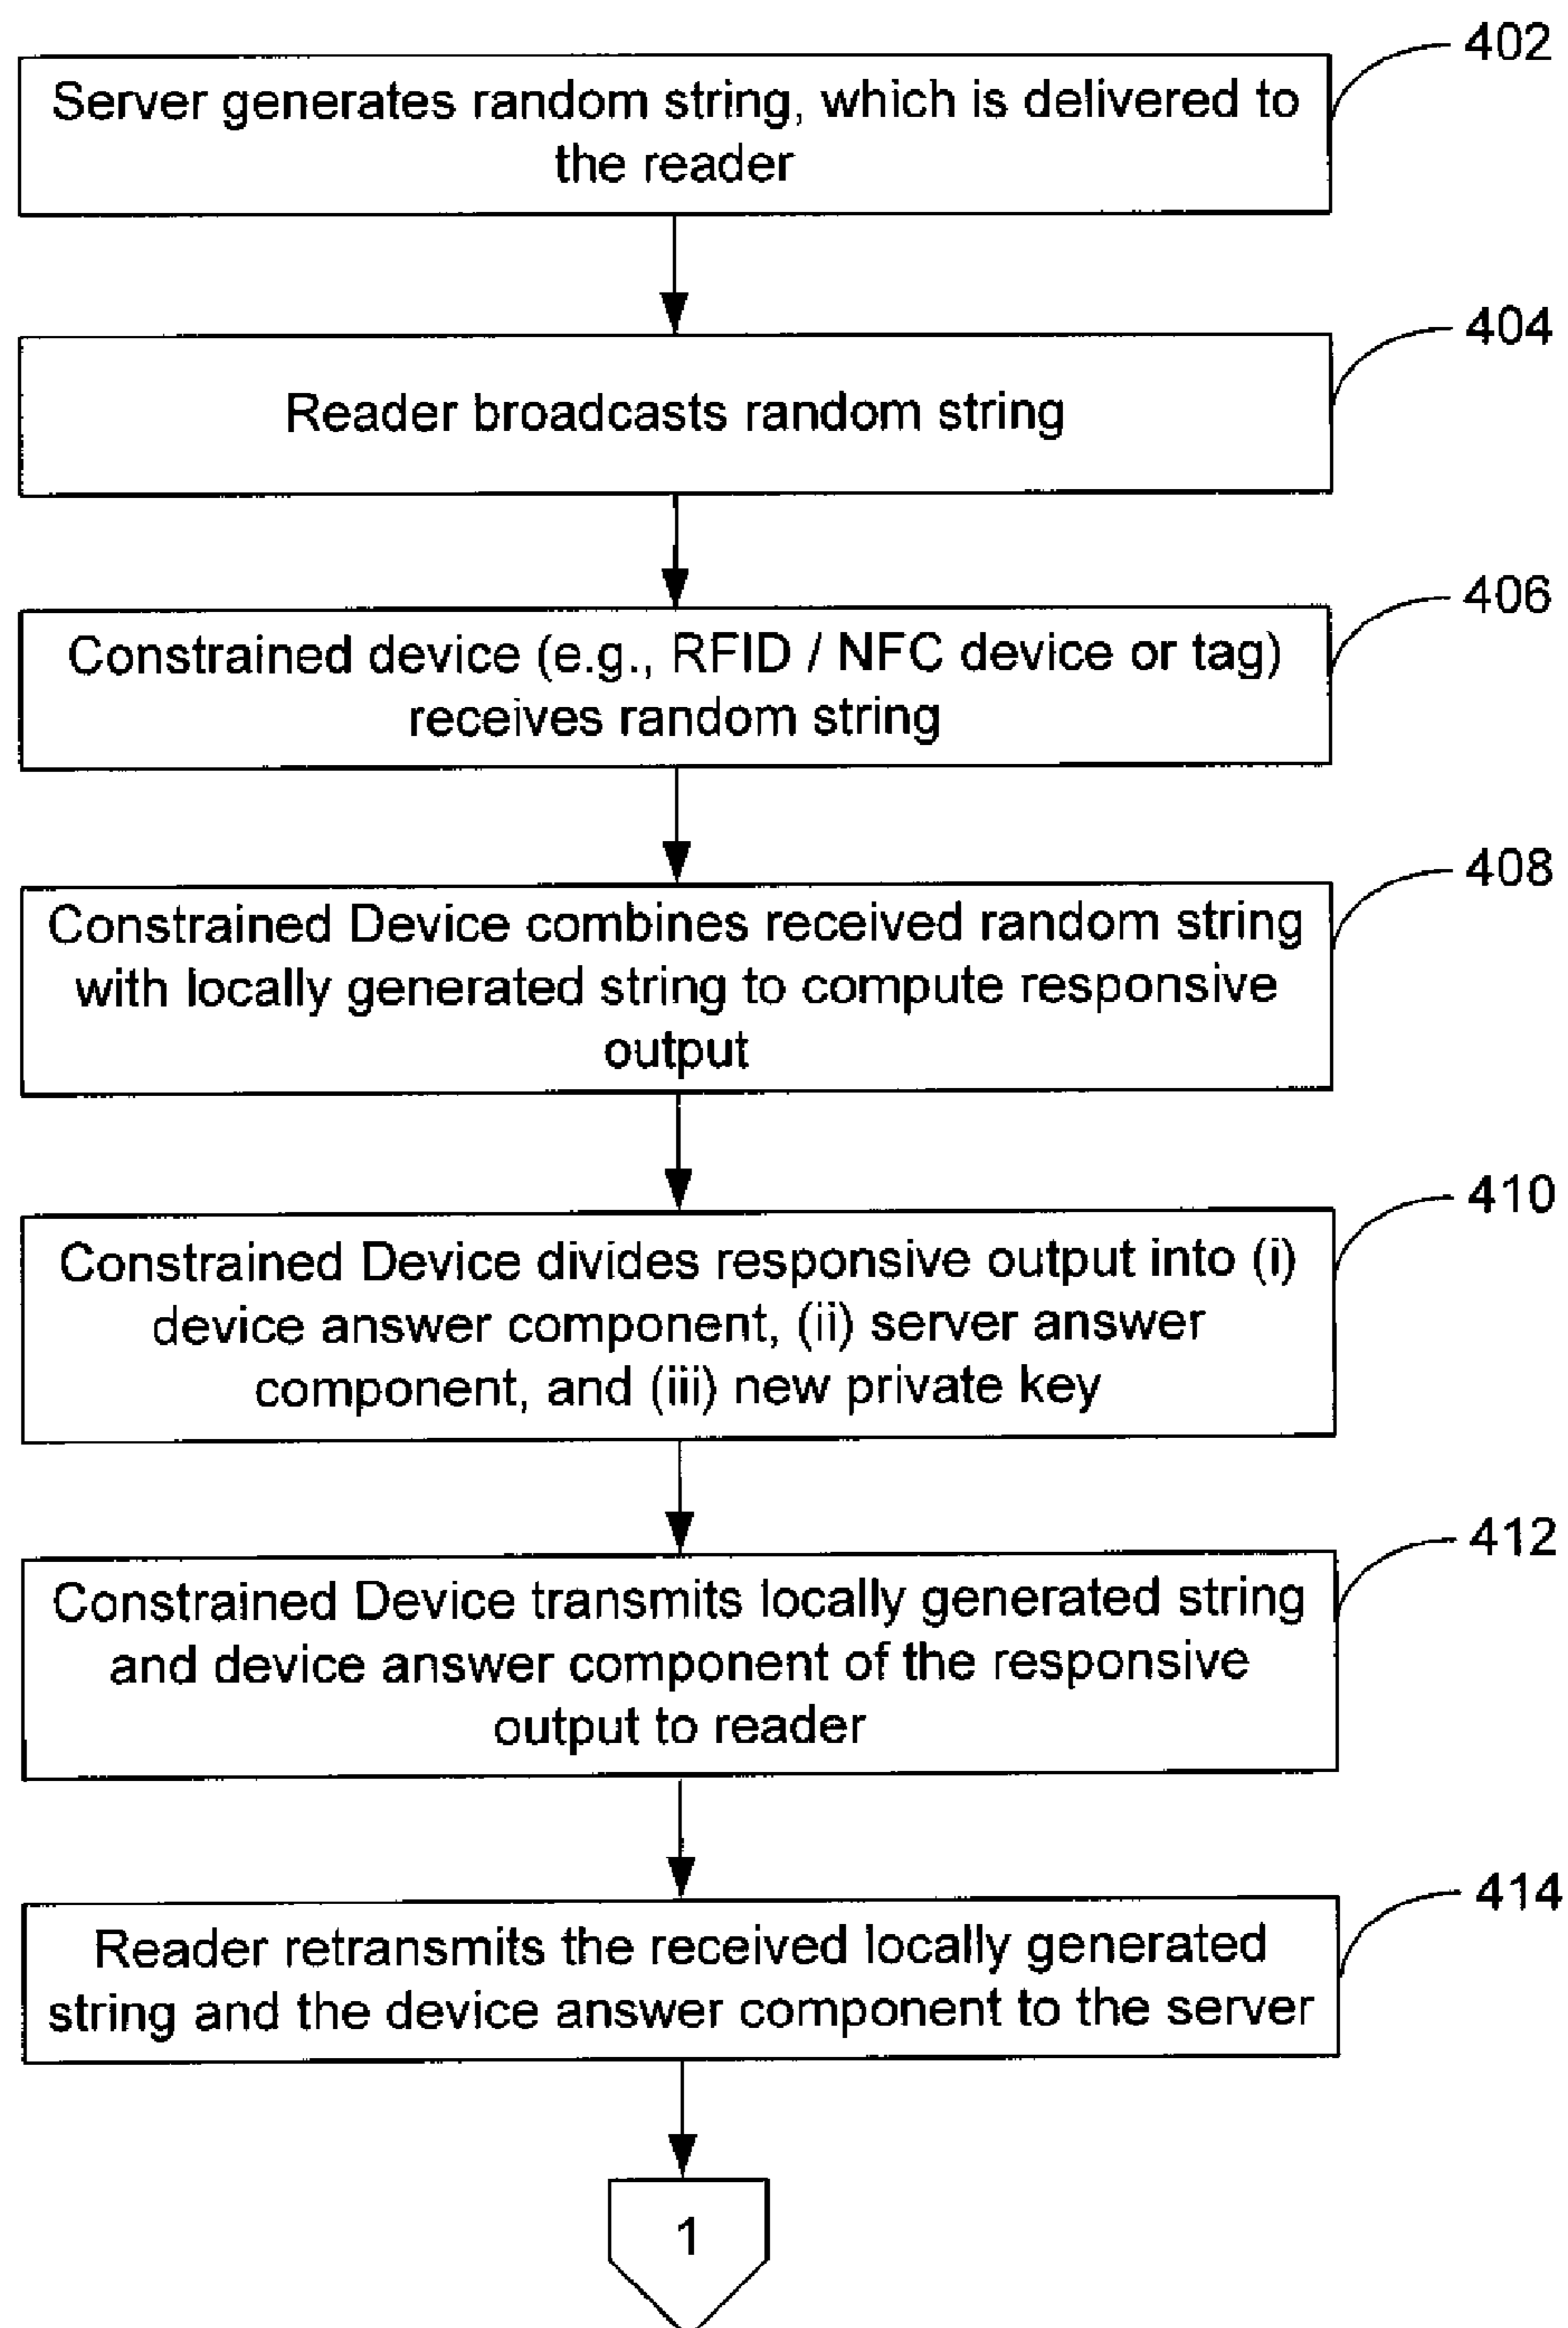 402
Server generates random string, which is delivered to
the reader
404
Reader broadcasts random string
406
Constrained device (e.g., RFID / NFC device or tag)
receives random string
408
Constrained Device combines received random string
with locally generated string to compute responsive
output
410
Constrained Device divides responsive output into (i)
device answer component, (ii) server answer
component, and (iii) new private key
412
Constrained Device transmits locally generated string
and device answer component of the responsive
output to reader
414
Reader retransmits the received locally generated
string and the device answer component to the server
1